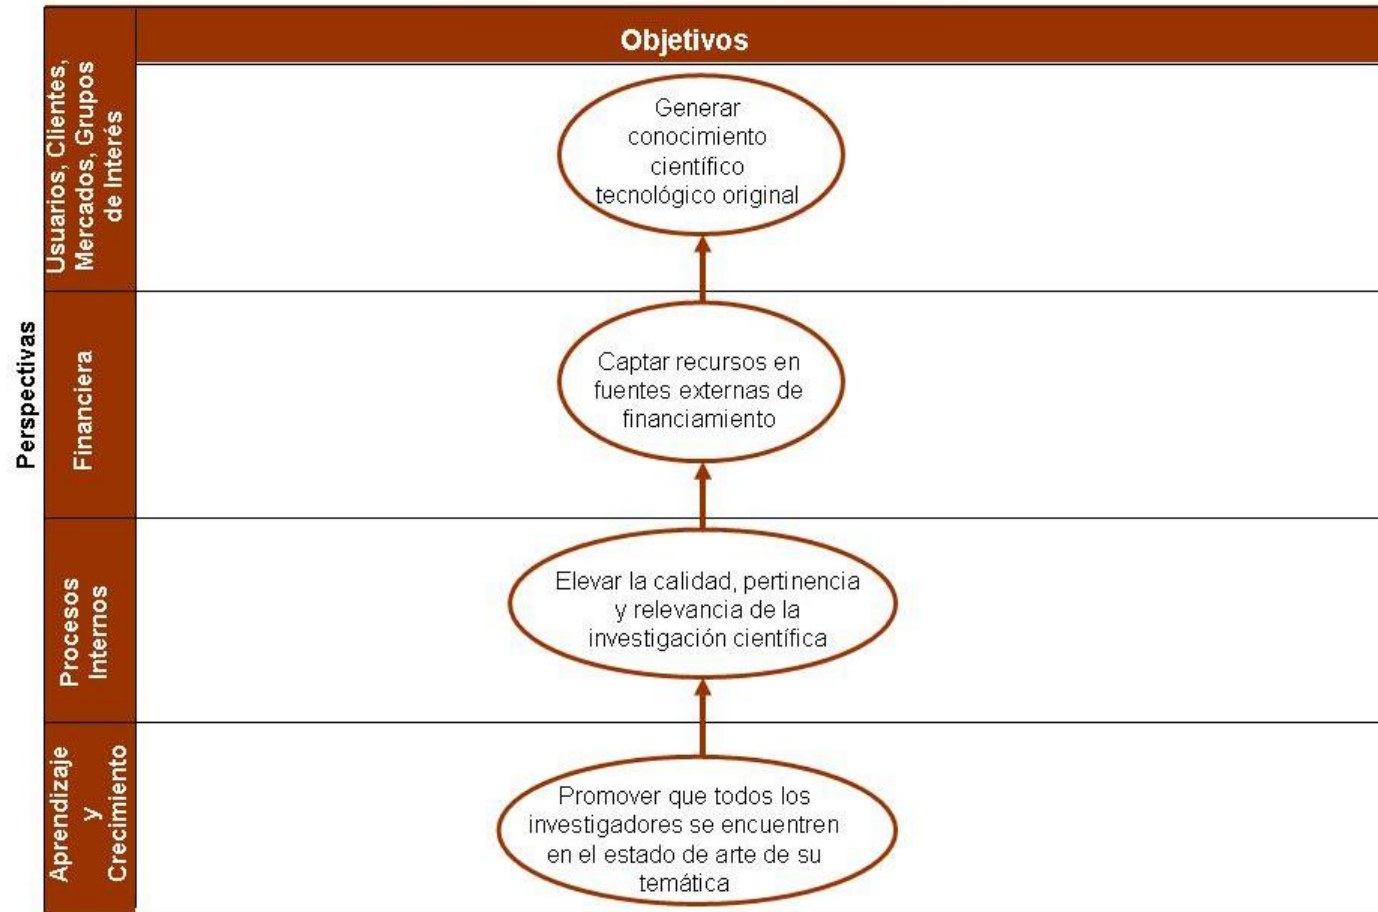 Objetivos
Perspectivas
Usuarios, Clientes,
Mercados, Grupos
de Interés
Generar
conocimiento
científico
tecnológico original
Financiera
Captar recursos en
fuentes externas de
financiamiento
Procesos
Internos
Elevar la calidad, pertinencia
y relevancia de la
investigación científica
Aprendizaje
y
Crecimiento
Promover que todos los
investigadores se encuentren
en el estado de arte de su
temática